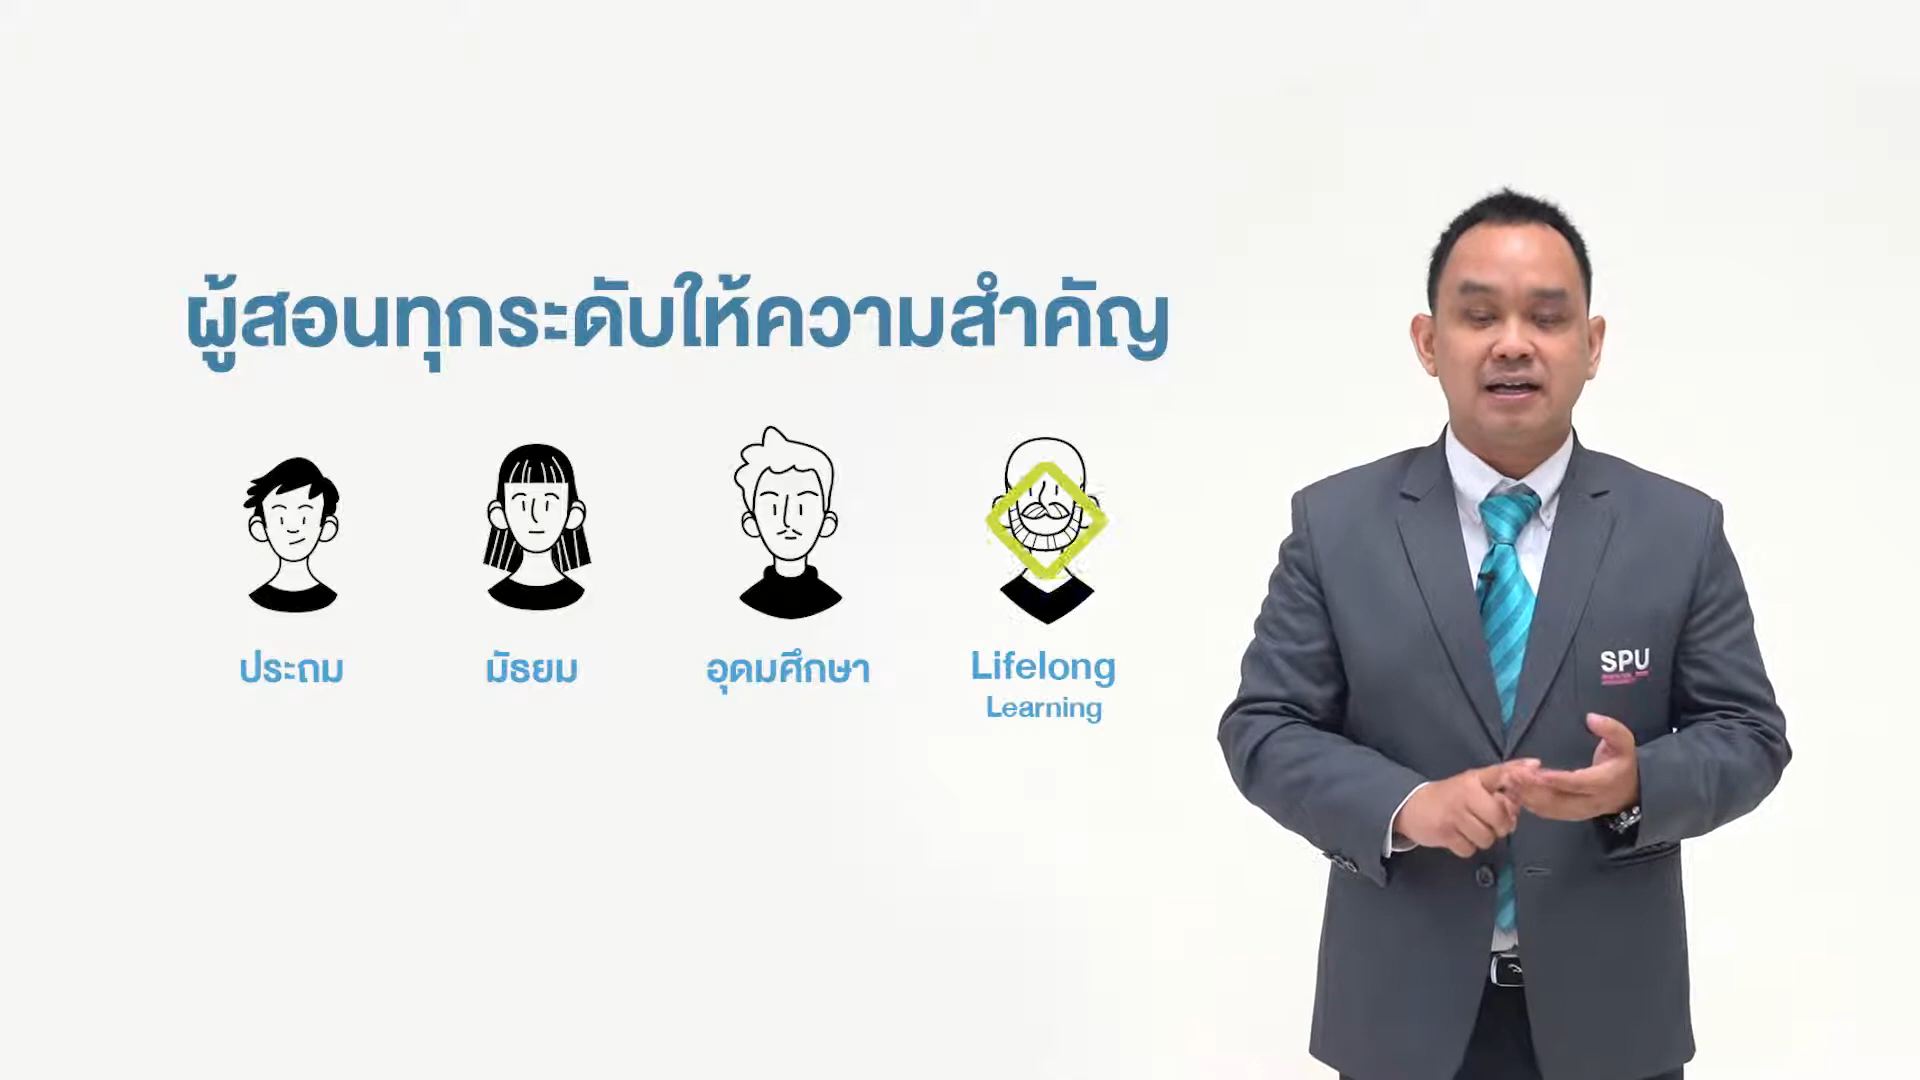 ผู้สอนทุกระดับให้ความสำคัญ
ประถม
มัธยม
อุดมศึกษา
Lifelong
Learning
SPU